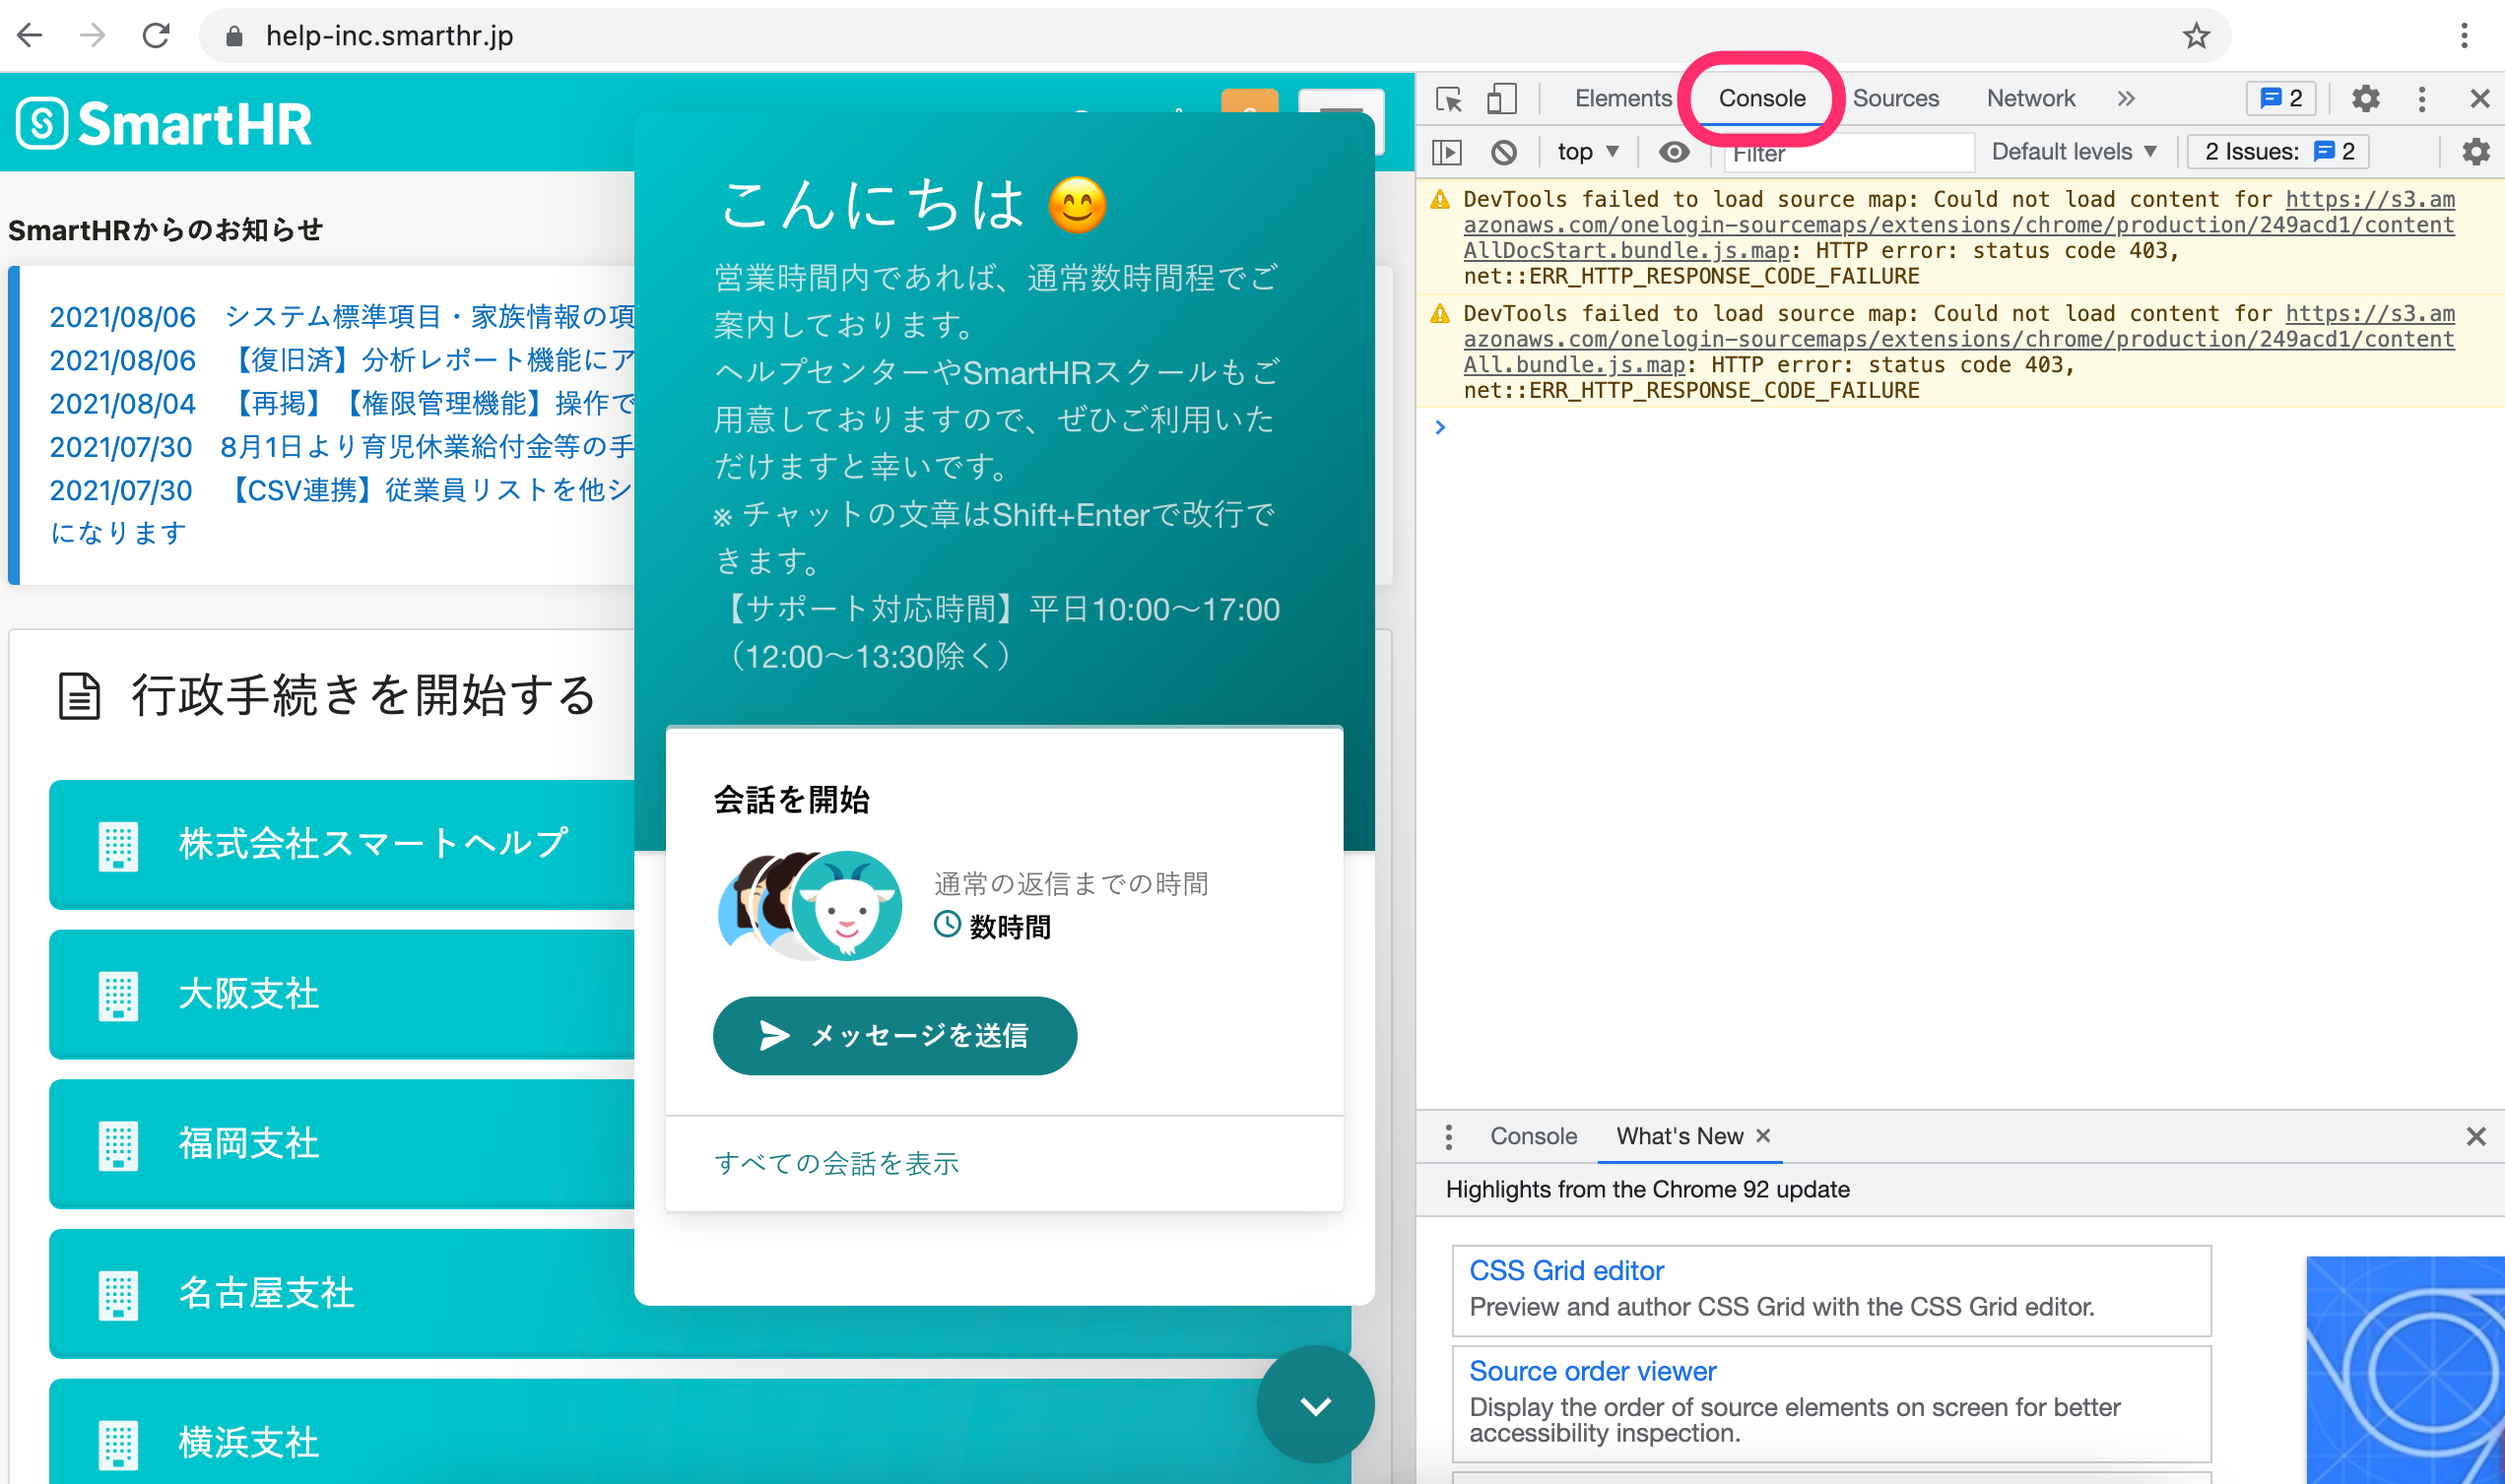 help-inc.smarthr.jp
SmartHR
SmartHRからのお知らせ
2021/08/06 システム標準項目・家族情報の項
2021/08/06 【復旧済】分析レポート機能にア
2021/08/04 【再掲】【権限管理機能】操作で
2021/07/30 8月1日より育児休業給付金等の手
2021/07/30 【CSV連携】従業員リストを他シ
になります
行政手続きを開始する
株式会社スマートヘルプ
大阪支社
福岡支社
名古屋支社
横浜支社
こんにちは 😊
営業時間内であれば、通常数時間程でご
案内しております。
ヘルプセンターやSmartHRスクールもご
用意しておりますので、ぜひご利用いた
だけますと幸いです。
※ チャットの文章はShift+Enterで改行で
きます。
【サポート対応時間】平日10:00〜17:00
（12:00〜13:30除く）
会話を開始
通常の返信までの時間
数時間
メッセージを送信
すべての会話を表示
Elements Console Sources Network » 2
top ▼ Filter Default levels ▼ 2 Issues: 2
DevTools failed to load source map: Could not load content for https://s3.am
azonaws.com/onelogin-sourcemaps/extensions/chrome/production/249acd1/content
AllDocStart.bundle.js.map: HTTP error: status code 403,
net::ERR_HTTP_RESPONSE_CODE_FAILURE
DevTools failed to load source map: Could not load content for https://s3.am
azonaws.com/onelogin-sourcemaps/extensions/chrome/production/249acd1/content
All.bundle.js.map: HTTP error: status code 403,
net::ERR_HTTP_RESPONSE_CODE_FAILURE
Console What's New ×
Highlights from the Chrome 92 update
CSS Grid editor
Preview and author CSS Grid with the CSS Grid editor.
Source order viewer
Display the order of source elements on screen for better
accessibility inspection.